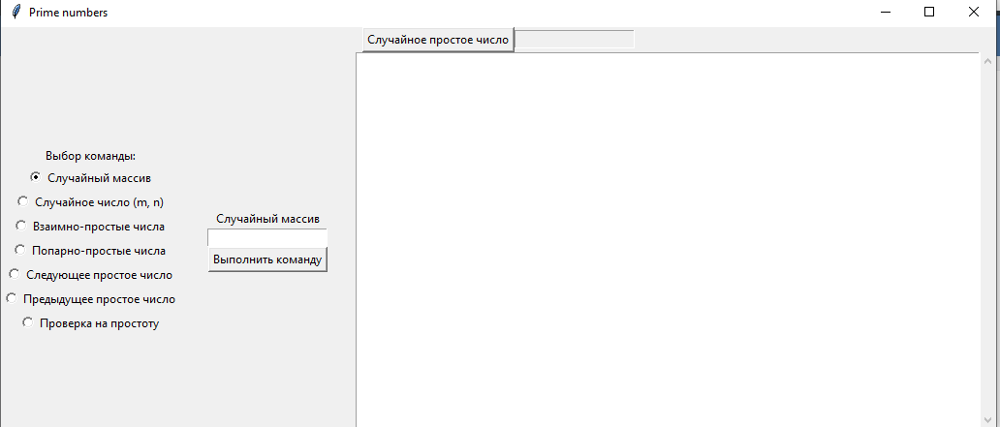 Prime numbers
Случайное простое число
Выбор команды:
Случайный массив
Случайное число (m, n)
Взаимно-простые числа
Попарно-простые числа
Следующее простое число
Предыдущее простое число
Проверка на простоту
Случайный массив
Выполнить команду